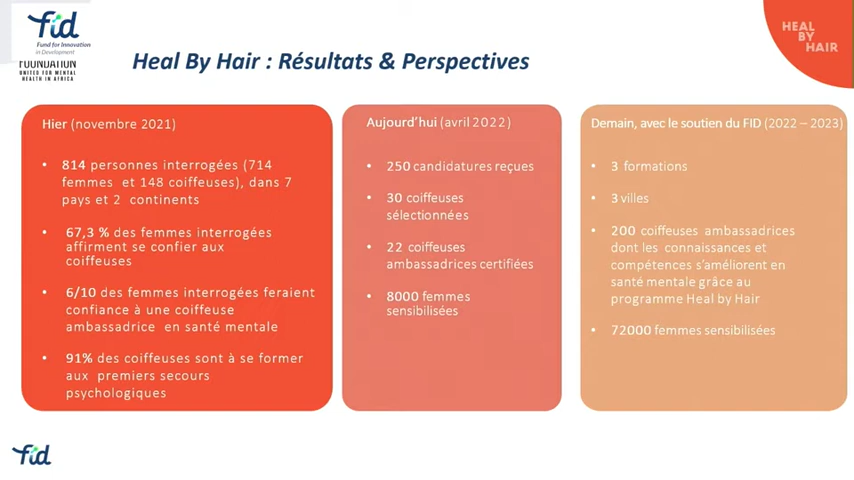 fid
Fund for Innovation
in Development
FOUNDATION
UNITED FOR MENTAL
HEALTH IN AFRICA
Heal By Hair : Résultats & Perspectives
HEAL
BY
HAIR
Hier (novembre 2021)
• 814 personnes interrogées (714
femmes et 148 coiffeuses), dans 7
pays et 2 continents
• 67,3 % des femmes interrogées
affirment se confier aux
coiffeuses
• 6/10 des femmes interrogées feraient
confiance à une coiffeuse
ambassadrice en santé mentale
• 91% des coiffeuses sont à se former
aux premiers secours
psychologiques
Aujourd'hui (avril 2022)
• 250 candidatures reçues
• 30 coiffeuses
sélectionnées
• 22 coiffeuses
ambassadrices certifiées
• 8000 femmes
sensibilisées
Demain, avec le soutien du FID (2022 – 2023)
• 3 formations
• 3 villes
• 200 coiffeuses ambassadrices
dont les connaissances et
compétences s'améliorent en
santé mentale grâce au
programme Heal by Hair
• 72000 femmes sensibilisées
fid